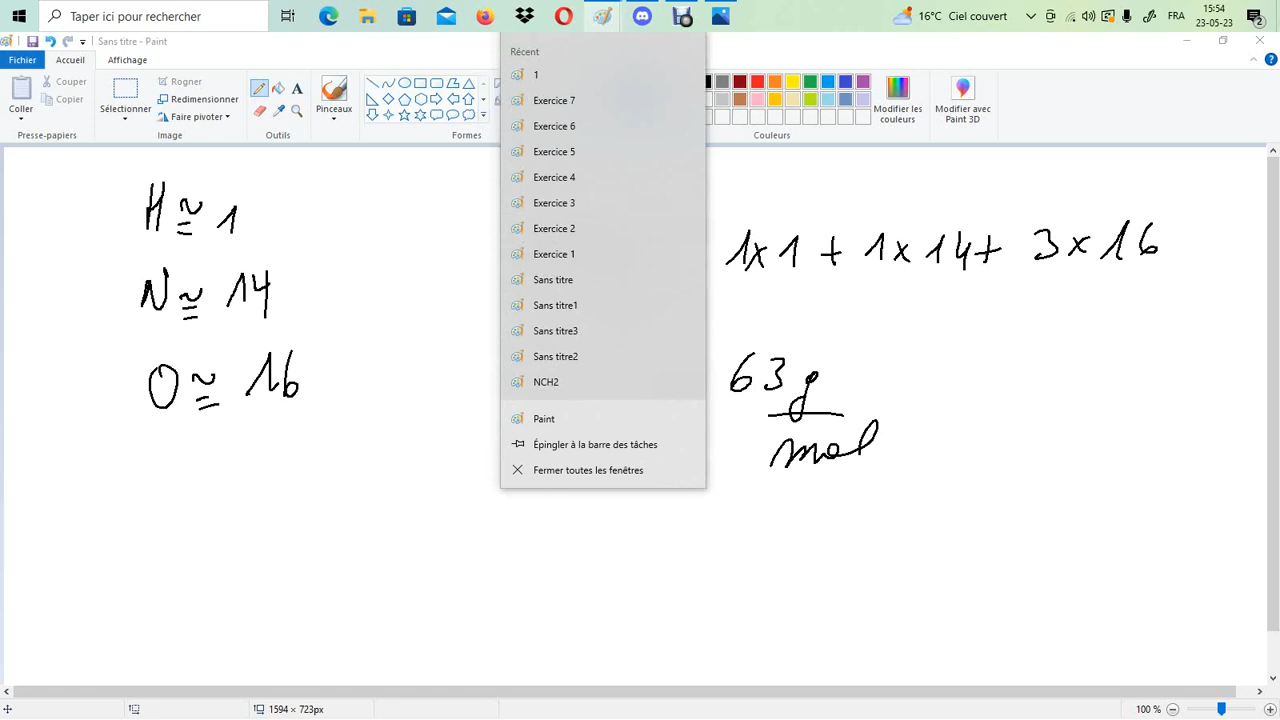 Taper ici pour rechercher
16°C Ciel couvert
FRA
15:54
23-05-23
2
Sans titre - Paint
Fichier
Accueil
Affichage
Coller
Couper
Copier
Presse-papiers
Sélectionner
Rogner
Redimensionner
Faire pivoter
Image
A
Outils
Pinceaux
Formes
Couleurs
Modifier les couleurs
Modifier avec Paint 3D
Récent
1
Exercice 7
Exercice 6
Exercice 5
Exercice 4
Exercice 3
Exercice 2
Exercice 1
Sans titre
Sans titre1
Sans titre3
Sans titre2
NCH2
Paint
Épingler à la barre des tâches
Fermer toutes les fenêtres
H ≅ 1
N ≅ 14
O ≅ 16
1x1 + 1x14+ 3x16
63 g
mol
1594 × 723px
100 %